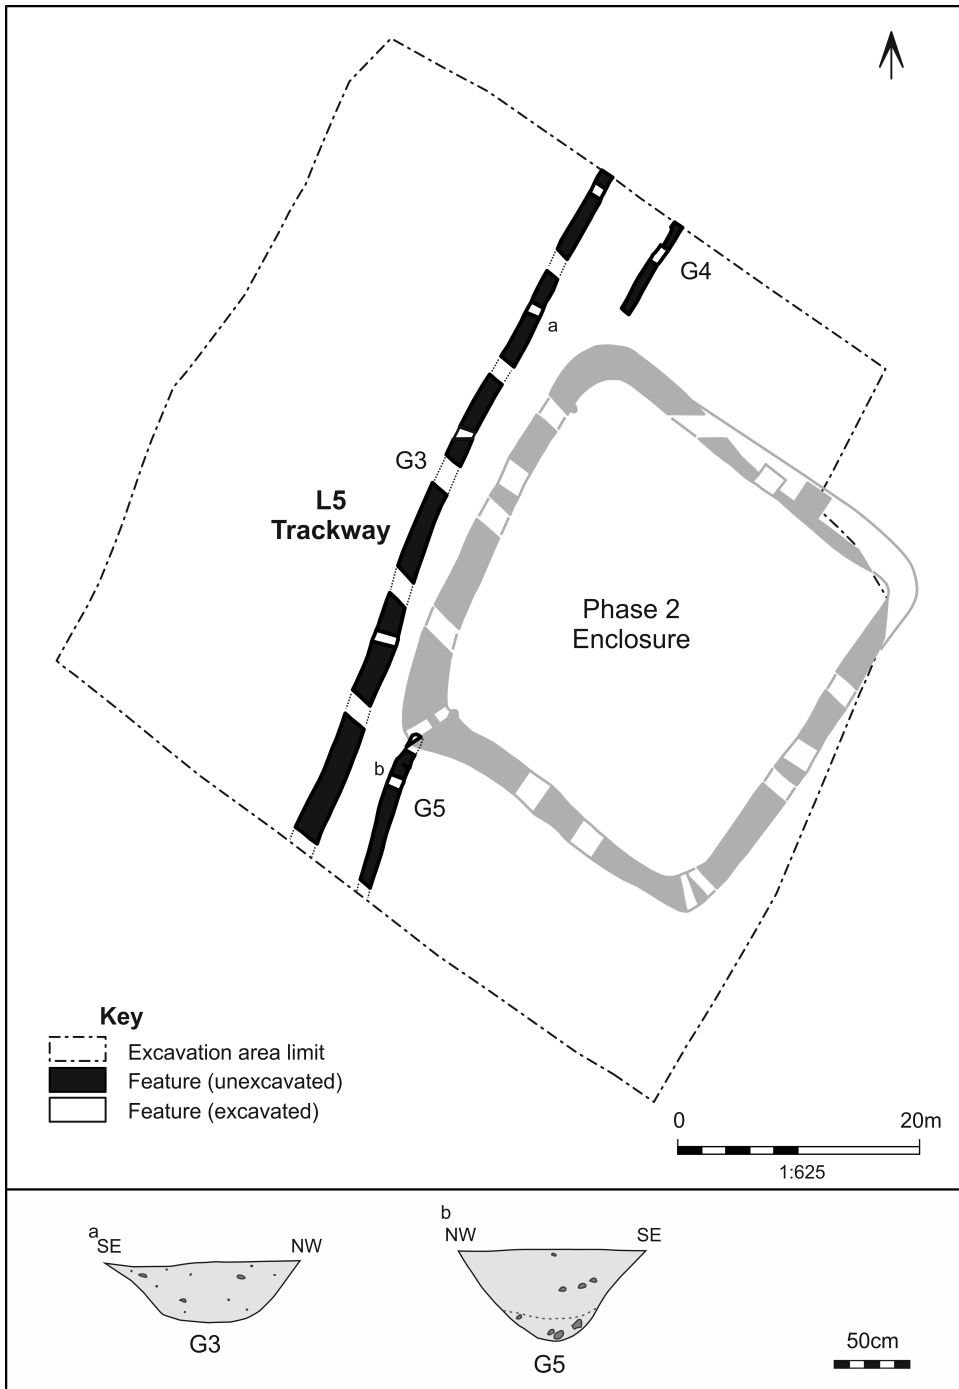 G4
a
G3
L5
Trackway
Phase 2
Enclosure
b
G5
Key
Excavation area limit
Feature (unexcavated)
Feature (excavated)
0 20m
1:625
a
SE NW
G3
b
NW SE
G5
50cm